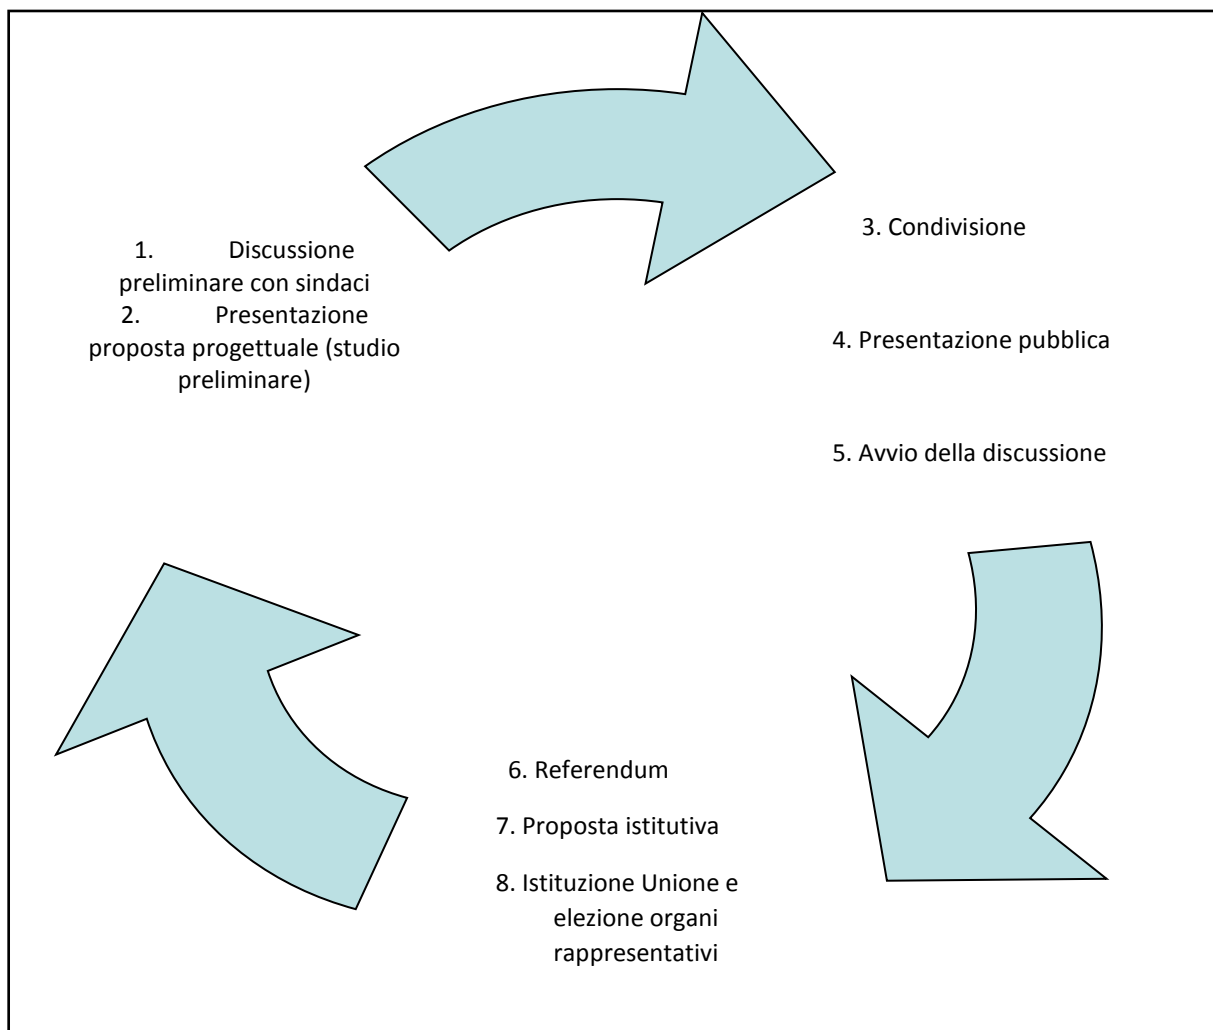 1. Discussione
preliminare con sindaci
2. Presentazione
proposta progettuale (studio
preliminare)
3. Condivisione
4. Presentazione pubblica
5. Avvio della discussione
6. Referendum
7. Proposta istitutiva
8. Istituzione Unione e
elezione organi
rappresentativi